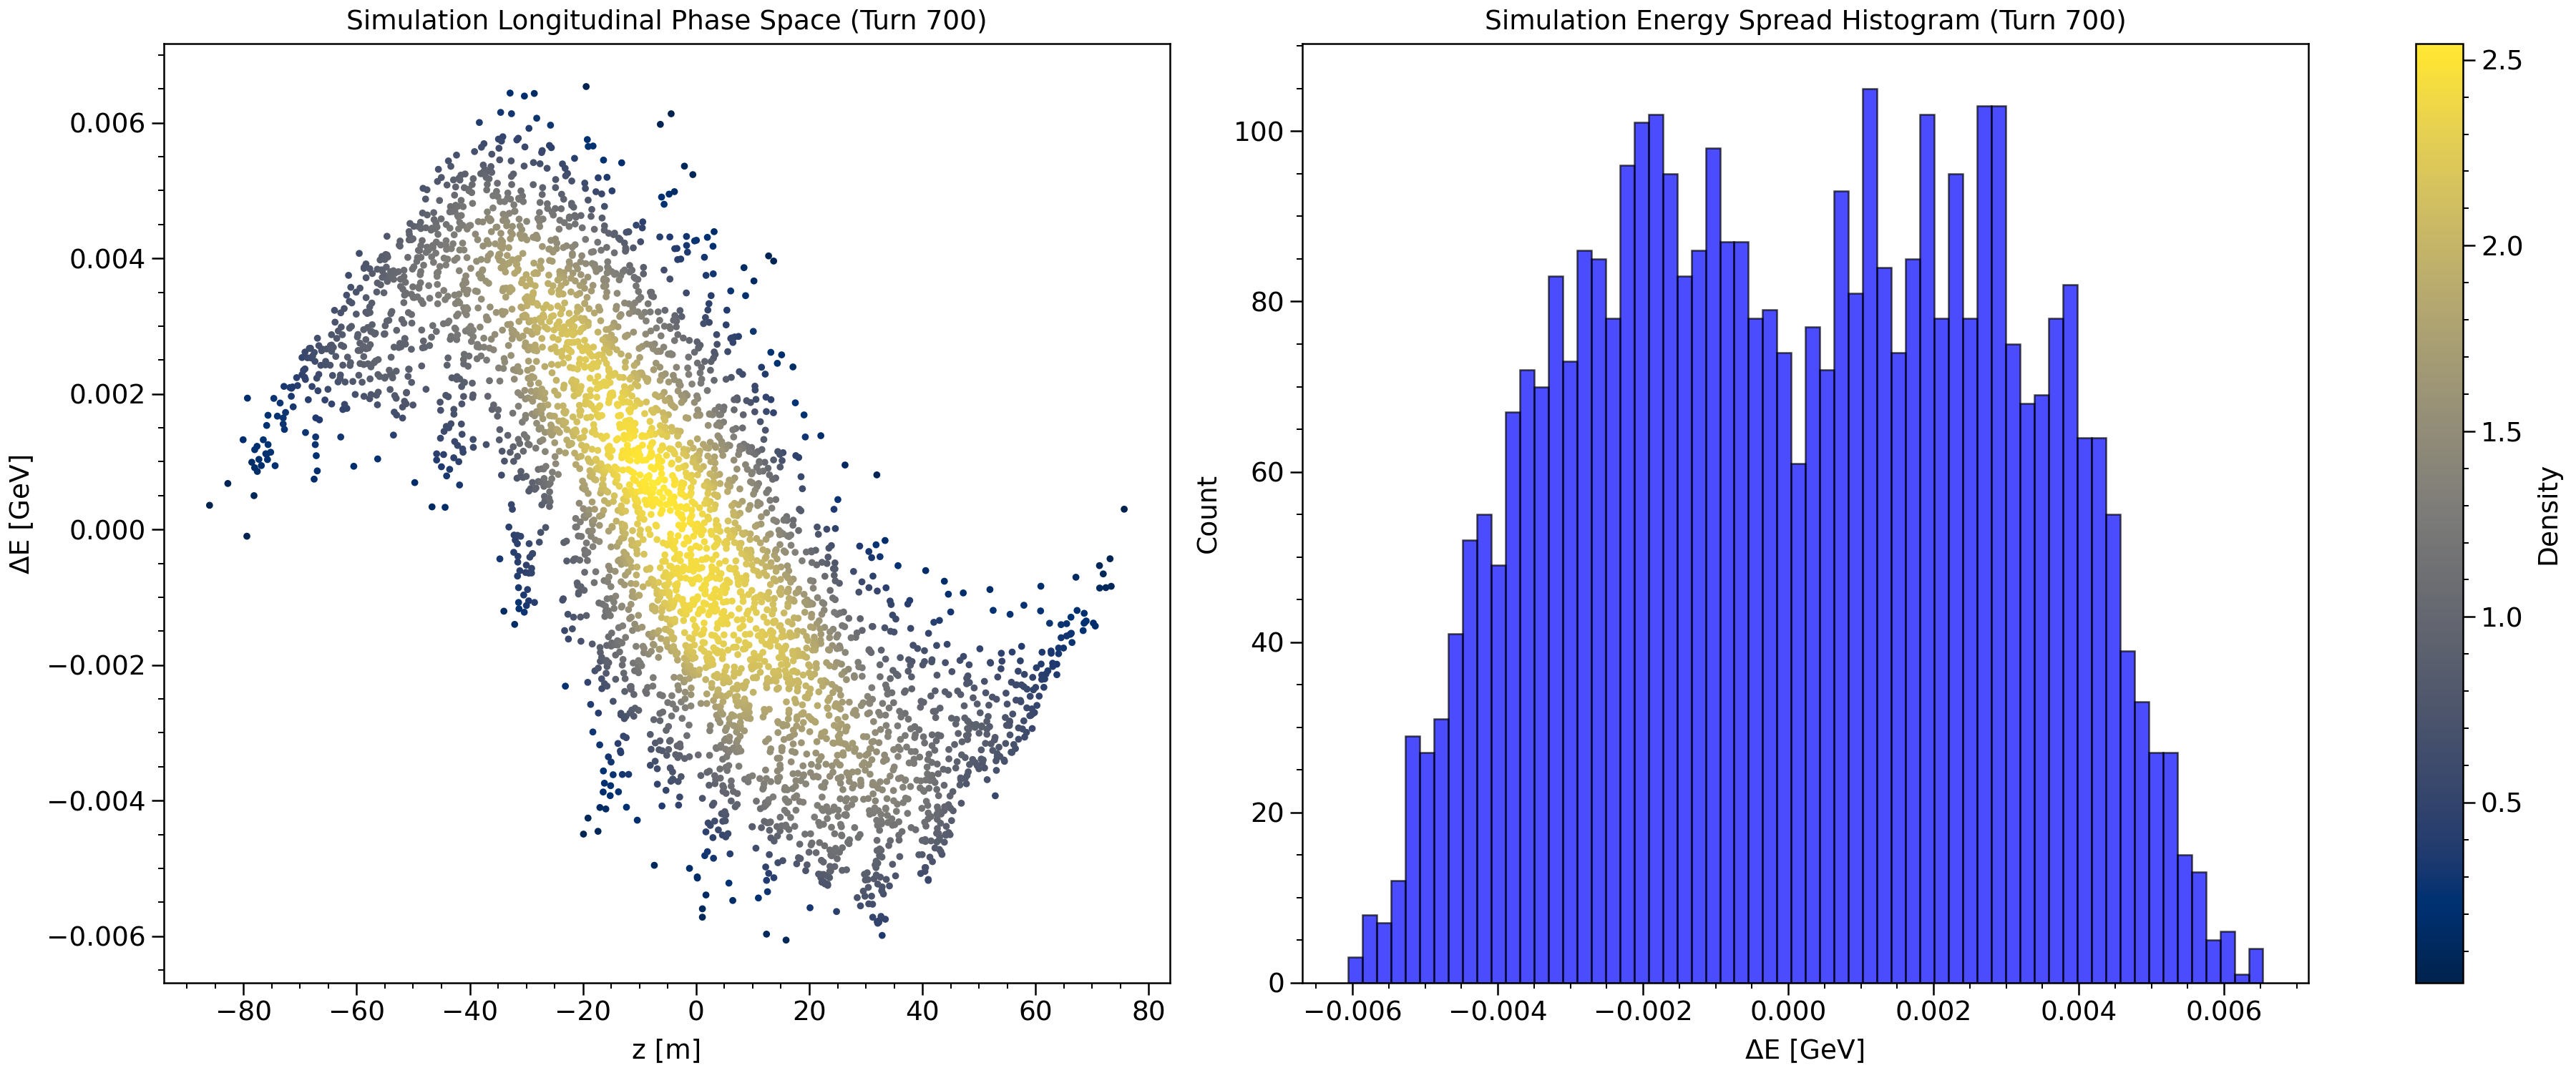 Simulation Longitudinal Phase Space (Turn 700)
ΔE [GeV]
0.006
0.004
0.002
0.000
−0.002
−0.004
−0.006
−80 −60 −40 −20 0 20 40 60 80
z [m]
Simulation Energy Spread Histogram (Turn 700)
Count
100
80
60
40
20
0
−0.006 −0.004 −0.002 0.000 0.002 0.004 0.006
ΔE [GeV]
2.5
2.0
1.5
1.0
0.5
Density